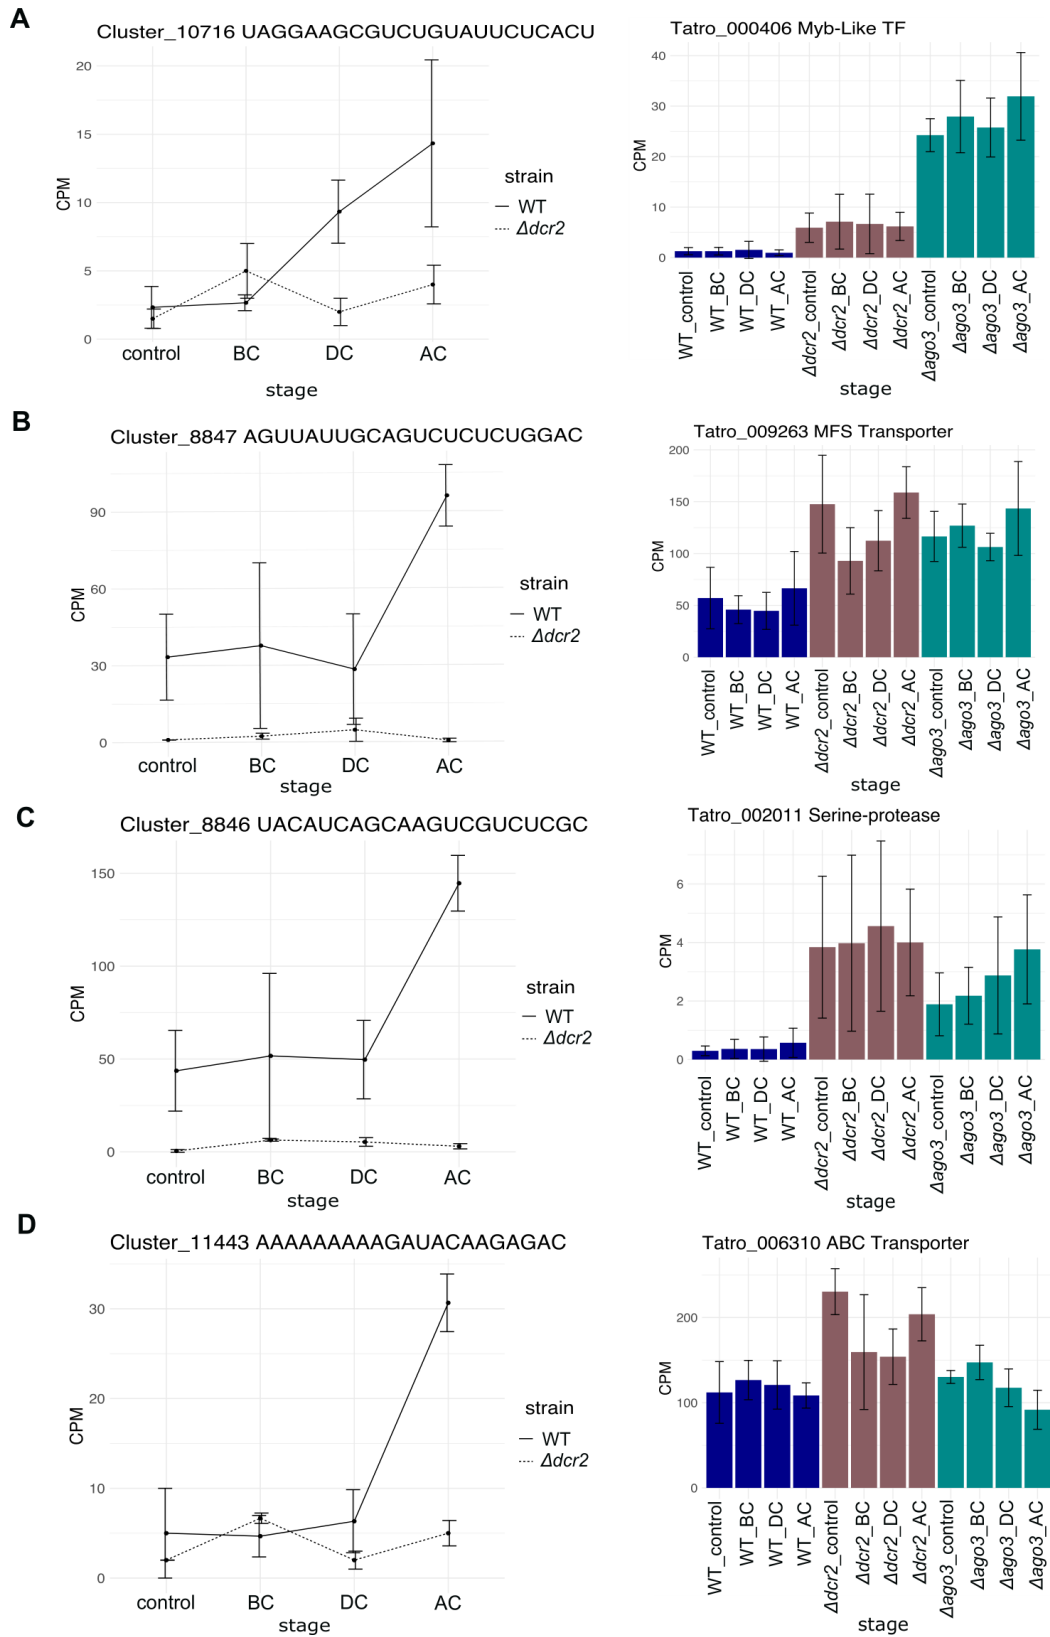 A
Cluster_10716 UAGGAAGCGUCUGUAUUCUCACU
20
15
10
5
0
CPM
control BC DC AC
stage
strain
WT
Δdcr2
Tatro_000406 Myb-Like TF
40
30
20
10
0
CPM
WT_control
WT_BC
WT_DC
WT_AC
Δdcr2_control
Δdcr2_BC
Δdcr2_DC
Δdcr2_AC
Δago3_control
Δago3_BC
Δago3_DC
Δago3_AC
stage
B
Cluster_8847 AGUUAUUGCAGUCUCUCUGGAC
90
60
30
0
CPM
control BC DC AC
stage
strain
WT
Δdcr2
Tatro_009263 MFS Transporter
200
150
100
50
0
CPM
WT_control
WT_BC
WT_DC
WT_AC
Δdcr2_control
Δdcr2_BC
Δdcr2_DC
Δdcr2_AC
Δago3_control
Δago3_BC
Δago3_DC
Δago3_AC
stage
C
Cluster_8846 UACAUCAGCAAGUCGUCUCGC
150
100
50
0
CPM
control BC DC AC
stage
strain
WT
Δdcr2
Tatro_002011 Serine-protease
6
4
2
0
CPM
WT_control
WT_BC
WT_DC
WT_AC
Δdcr2_control
Δdcr2_BC
Δdcr2_DC
Δdcr2_AC
Δago3_control
Δago3_BC
Δago3_DC
Δago3_AC
stage
D
Cluster_11443 AAAAAAAAAGAUACAAGAGAC
30
20
10
0
CPM
control BC DC AC
stage
strain
WT
Δdcr2
Tatro_006310 ABC Transporter
200
100
0
CPM
WT_control
WT_BC
WT_DC
WT_AC
Δdcr2_control
Δdcr2_BC
Δdcr2_DC
Δdcr2_AC
Δago3_control
Δago3_BC
Δago3_DC
Δago3_AC
stage